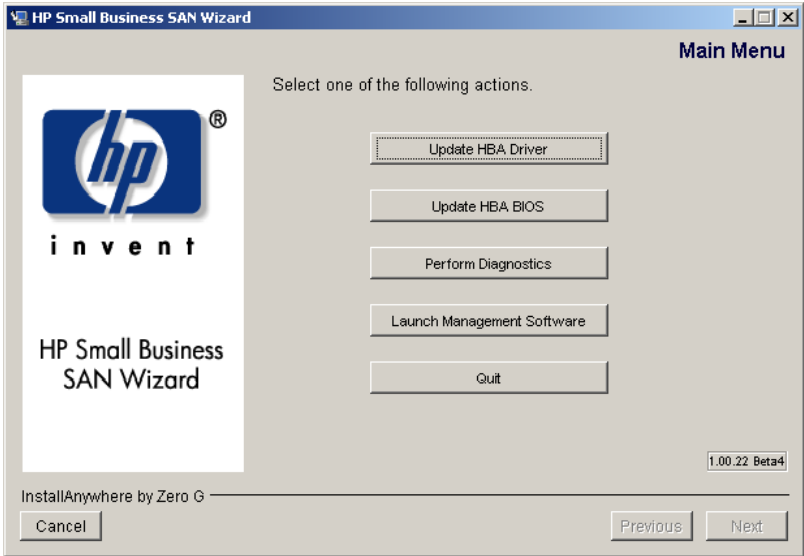 HP Small Business SAN Wizard
Main Menu
Select one of the following actions.
hp®
invent
HP Small Business
SAN Wizard
Update HBA Driver
Update HBA BIOS
Perform Diagnostics
Launch Management Software
Quit
1.00.22 Beta4
InstallAnywhere by Zero G
Cancel
Previous
Next